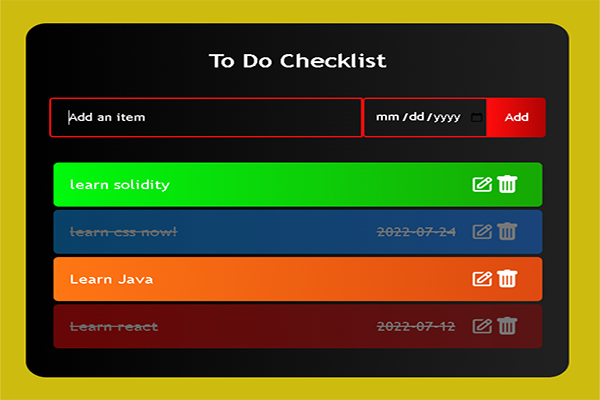 To Do Checklist
Add an item mm/dd/yyyy Add
learn solidity
learn css now! 2022-07-24
Learn Java
Learn react 2022-07-12